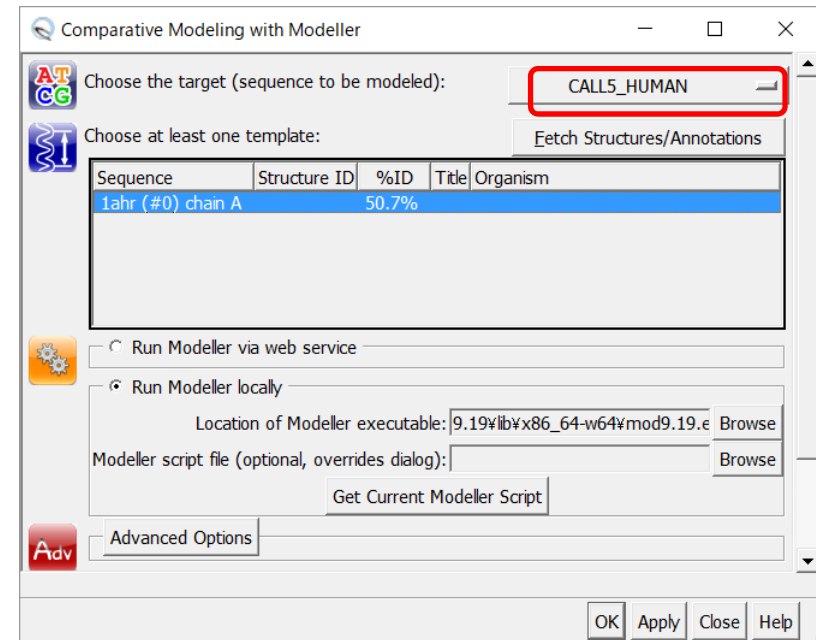 Comparative Modeling with Modeller
AT
CG
Choose the target (sequence to be modeled):
CALL5_HUMAN
Choose at least one template:
Fetch Structures/Annotations
Sequence Structure ID %ID Title Organism
1ahr (#0) chain A 50.7%
Run Modeller via web service
Run Modeller locally
Location of Modeller executable: 9.19¥lib¥x86_64-w64¥mod9.19.e Browse
Modeller script file (optional, overrides dialog): Browse
Get Current Modeller Script
Adv
Advanced Options
OK Apply Close Help